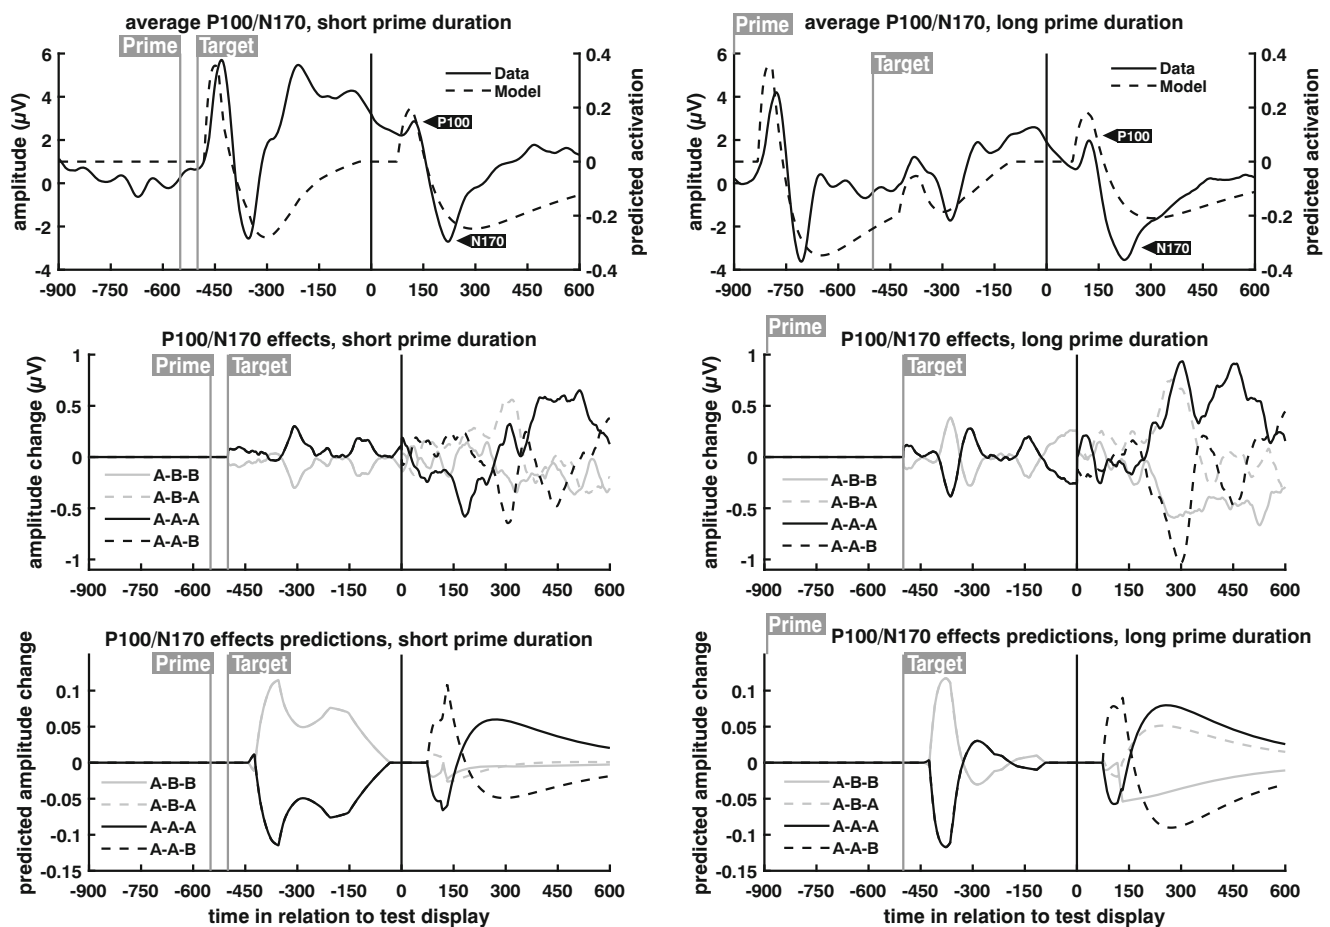 average P100/N170, short prime duration
Prime
Target
amplitude (µV)
6
4
2
0
-2
-4
0.4
0.2
0
-0.2
-0.4
predicted activation
Data
Model
P100
N170
-900 -750 -600 -450 -300 -150 0 150 300 450 600
average P100/N170, long prime duration
Prime
Target
amplitude (µV)
6
4
2
0
-2
-4
0.4
0.2
0
-0.2
-0.4
predicted activation
Data
Model
P100
N170
-900 -750 -600 -450 -300 -150 0 150 300 450 600
P100/N170 effects, short prime duration
Prime
Target
amplitude change (µV)
1
0.5
0
-0.5
-1
A-B-B
A-B-A
A-A-A
A-A-B
-900 -750 -600 -450 -300 -150 0 150 300 450 600
P100/N170 effects, long prime duration
Prime
Target
amplitude change (µV)
1
0.5
0
-0.5
-1
A-B-B
A-B-A
A-A-A
A-A-B
-900 -750 -600 -450 -300 -150 0 150 300 450 600
P100/N170 effects predictions, short prime duration
Prime
Target
predicted amplitude change
0.1
0.05
0
-0.05
-0.1
-0.15
A-B-B
A-B-A
A-A-A
A-A-B
-900 -750 -600 -450 -300 -150 0 150 300 450 600
time in relation to test display
P100/N170 effects predictions, long prime duration
Prime
Target
predicted amplitude change
0.1
0.05
0
-0.05
-0.1
-0.15
A-B-B
A-B-A
A-A-A
A-A-B
-900 -750 -600 -450 -300 -150 0 150 300 450 600
time in relation to test display